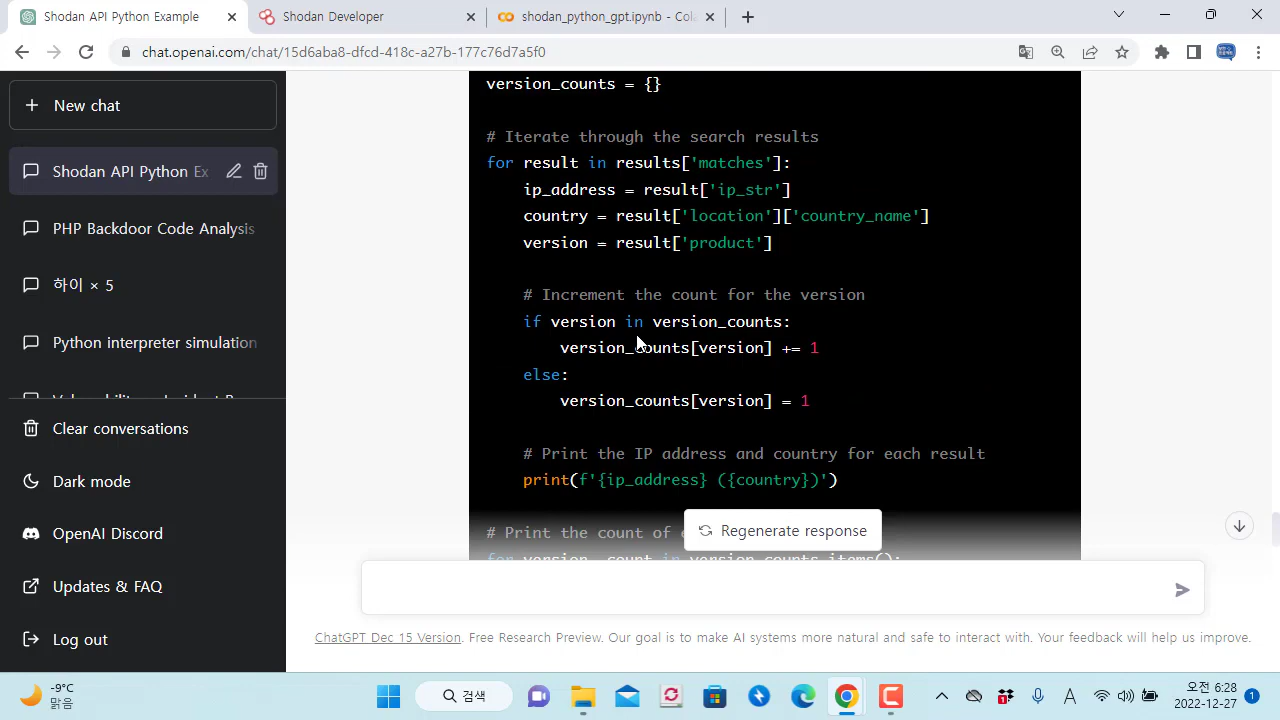 Shodan API Python Example
Shodan Developer
shodan_python_gpt.ipynb - Cola
chat.openai.com/chat/15d6aba8-dfcd-418c-a27b-177c76d7a5f0
New chat
Shodan API Python Ex
PHP Backdoor Code Analysis
하이 × 5
Python interpreter simulation
Clear conversations
Dark mode
OpenAI Discord
Updates & FAQ
Log out
version_counts = {}
# Iterate through the search results
for result in results['matches']:
ip_address = result['ip_str']
country = result['location']['country_name']
version = result['product']
# Increment the count for the version
if version in version_counts:
version_counts[version] += 1
else:
version_counts[version] = 1
# Print the IP address and country for each result
print(f'{ip_address} ({country})')
# Print the count of
for version, count in version_counts.items():
Regenerate response
ChatGPT Dec 15 Version. Free Research Preview. Our goal is to make AI systems more natural and safe to interact with. Your feedback will help us improve.
-9°C
맑음
검색
A
오전 6:28
2022-12-27
1
1